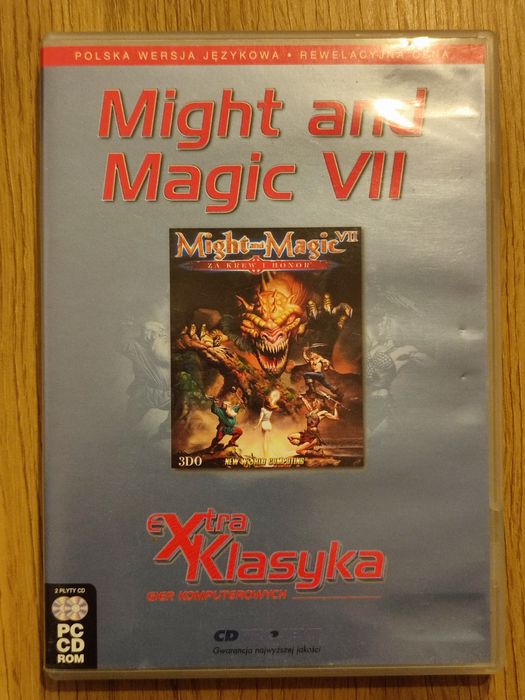 POLSKA WERSJA JĘZYKOWA • REWELACYJNA CENA
Might and
Magic VII
Might and Magic VII
ZA KREW I HONOR
3DO
NEW WORLD COMPUTING
eXtra
Klasyka
GIER KOMPUTEROWYCH
2 PŁYTY CD
PC
CD
ROM
CD
Gwarancja najwyższej jakości